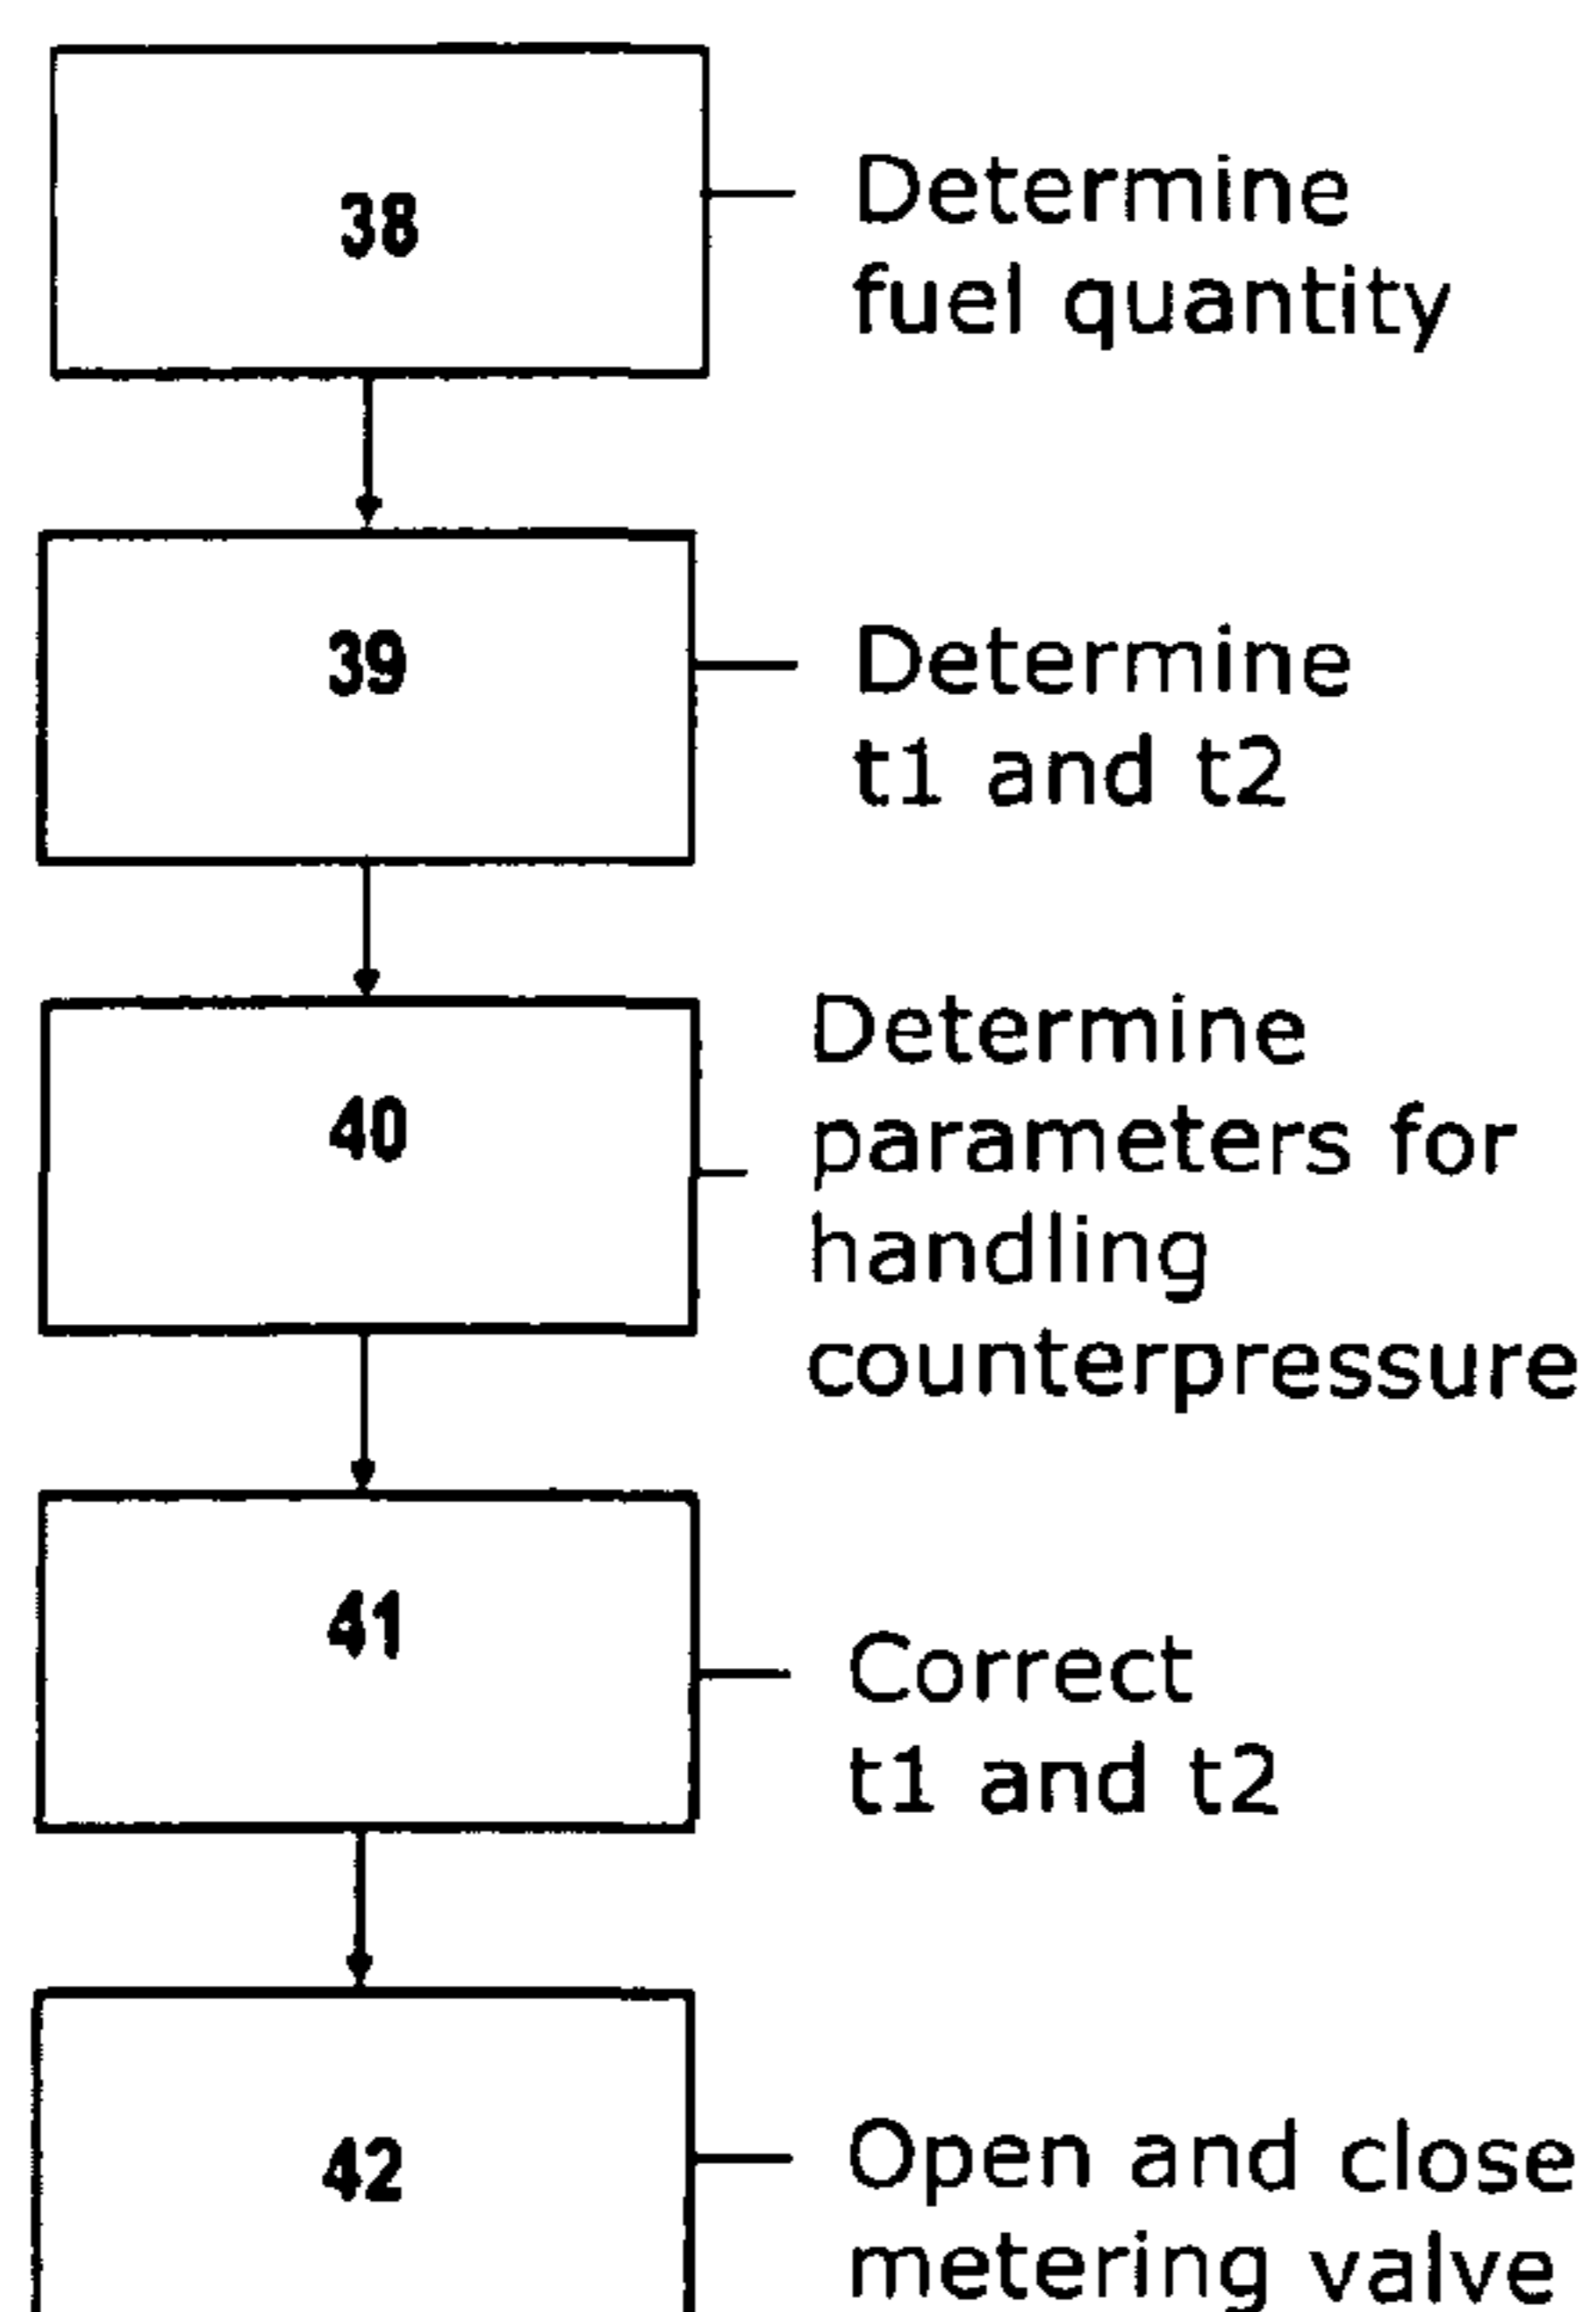 38
Determine
fuel quantity
39
Determine
t1 and t2
40
Determine
parameters for
handling
counterpressure
41
Correct
t1 and t2
42
Open and close
metering valve